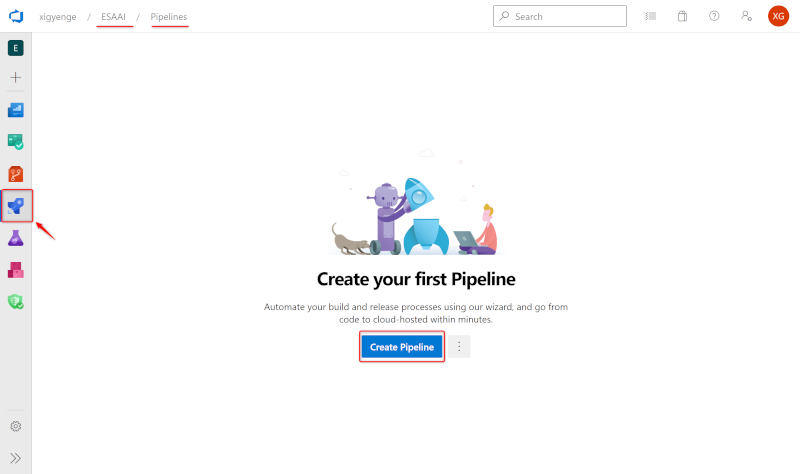 xigyenge / ESAAI / Pipelines
Search
XG
E
Create your first Pipeline
Automate your build and release processes using our wizard, and go from
code to cloud-hosted within minutes.
Create Pipeline